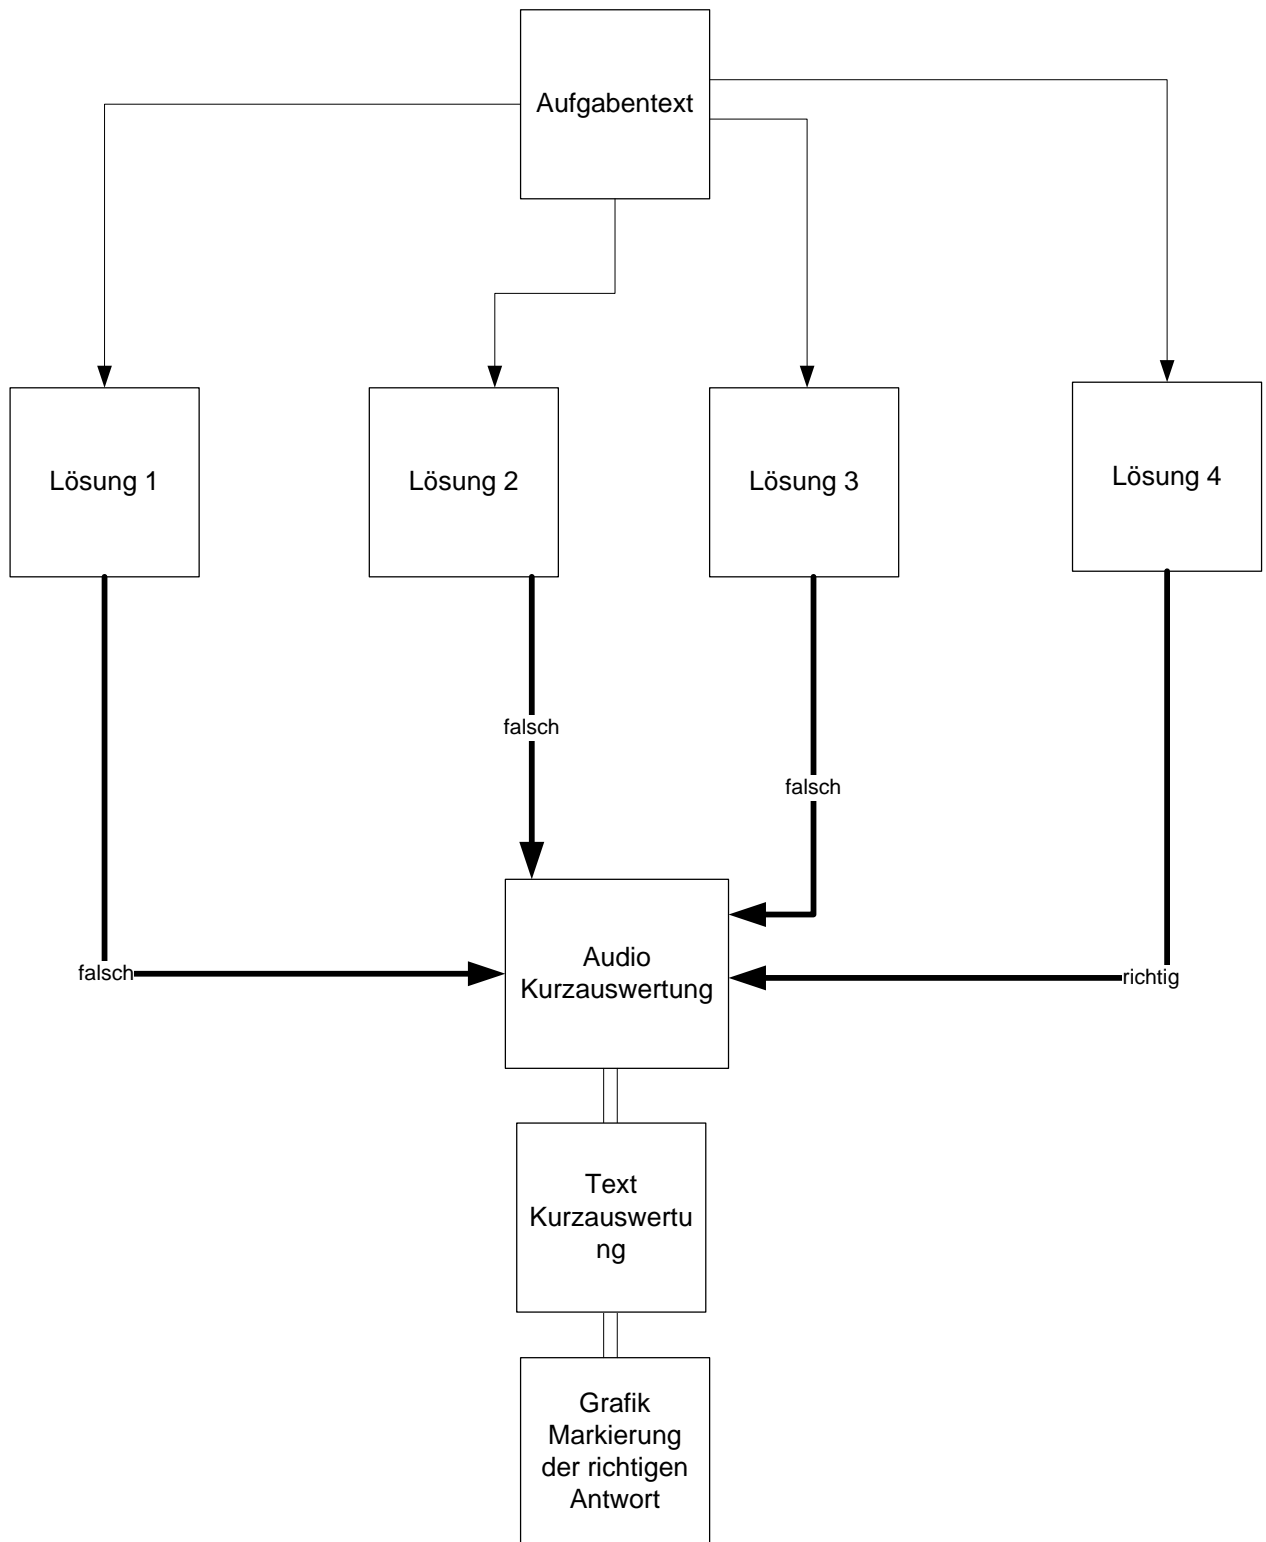 Aufgabentext
Lösung 1
Lösung 2
Lösung 3
Lösung 4
falsch
falsch
falsch
richtig
Audio
Kurzauswertung
Text
Kurzauswertu
ng
Grafik
Markierung
der richtigen
Antwort